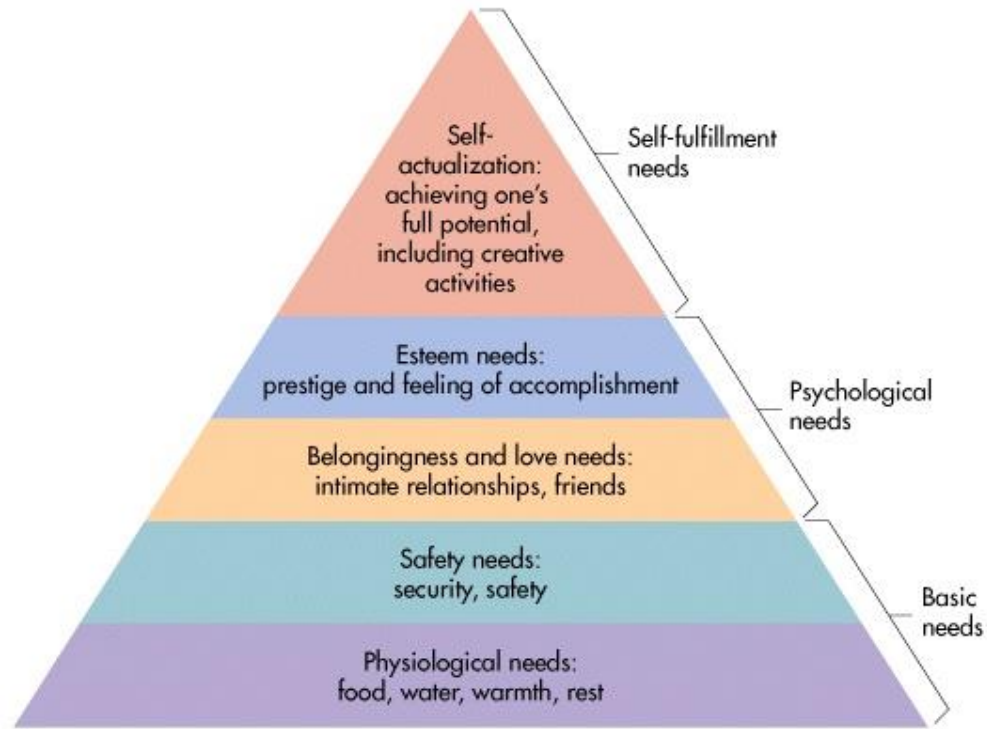 Self-
actualization:
achieving one's
full potential,
including creative
activities
Self-fulfillment
needs
Esteem needs:
prestige and feeling of accomplishment
Psychological
needs
Belongingness and love needs:
intimate relationships, friends
Safety needs:
security, safety
Basic
needs
Physiological needs:
food, water, warmth, rest